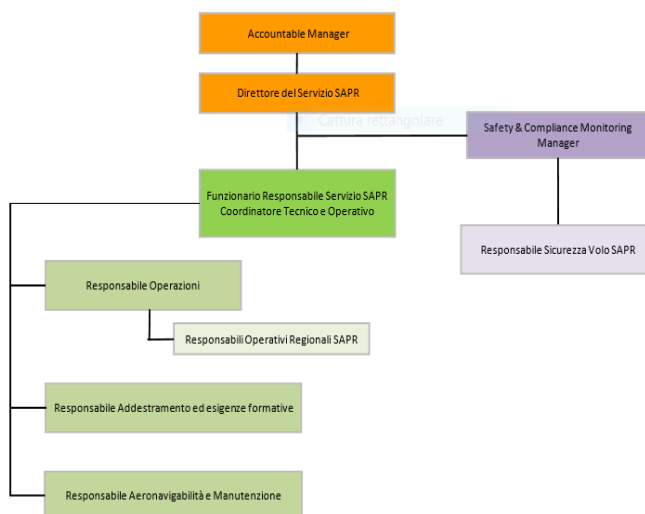 Accountable Manager
Direttore del Servizio SAPR
Cattura rettangolare
Safety & Compliance Monitoring
Manager
Funzionario Responsabile Servizio SAPR
Coordinatore Tecnico e Operativo
Responsabile Sicurezza Volo SAPR
Responsabile Operazioni
Responsabili Operativi Regionali SAPR
Responsabile Addestramento ed esigenze formative
Responsabile Aeronavigabilità e Manutenzione